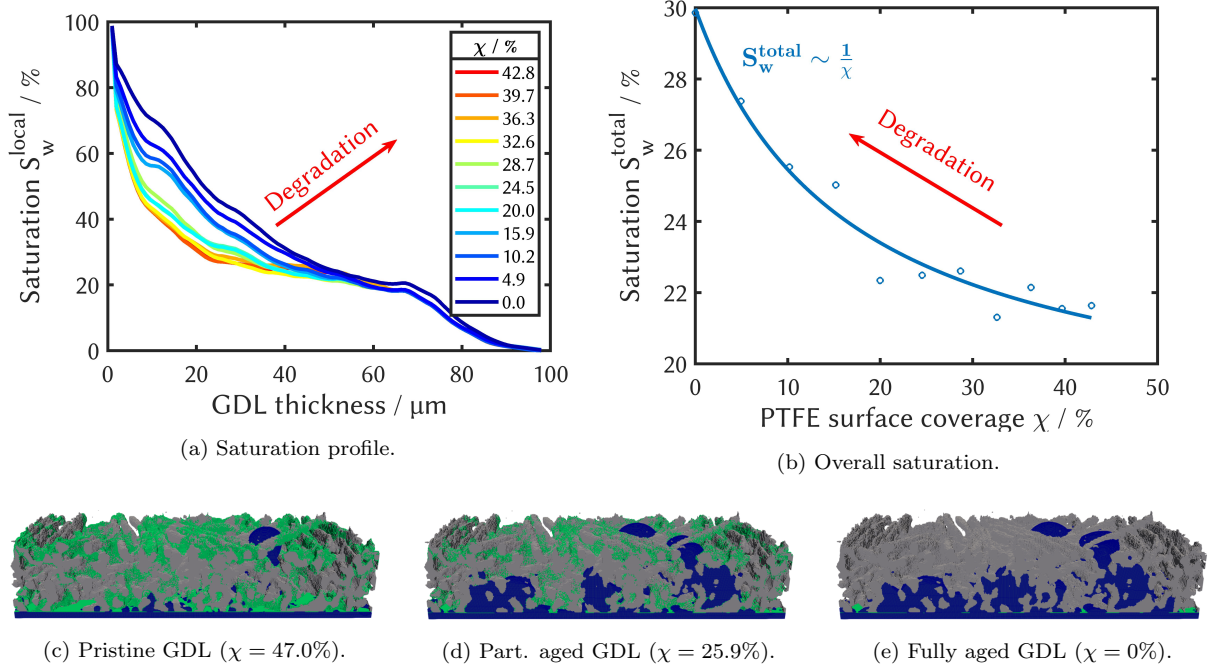 100
80
60
40
20
0
0
20
40
60
80
100
Saturation S_w^local / %
GDL thickness / μm
Degradation
χ / %
42.8
39.7
36.3
32.6
28.7
24.5
20.0
15.9
10.2
4.9
0.0
(a) Saturation profile.
30
28
26
24
22
20
0
10
20
30
40
50
Saturation S_w^total / %
PTFE surface coverage χ / %
S_w^total ∼ 1/χ
Degradation
(b) Overall saturation.
(c) Pristine GDL (χ = 47.0%).
(d) Part. aged GDL (χ = 25.9%).
(e) Fully aged GDL (χ = 0%).